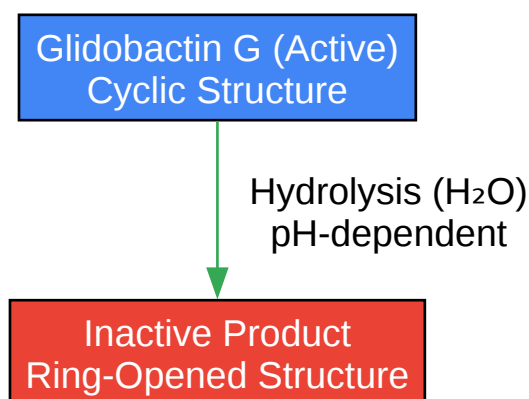 Glidobactin G (Active)
Cyclic Structure
Hydrolysis (H₂O)
pH-dependent
Inactive Product
Ring-Opened Structure